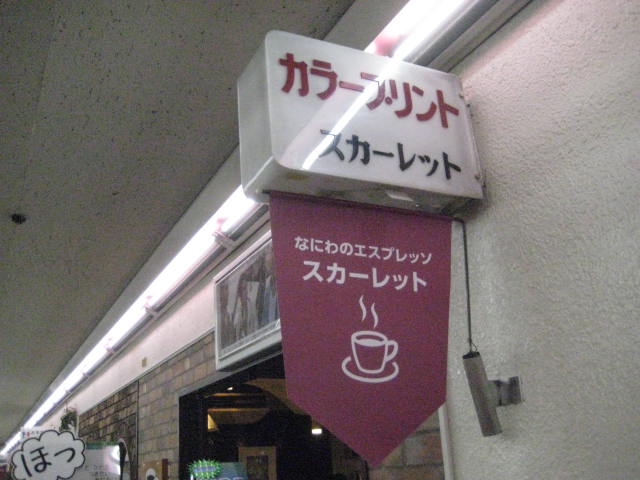 カラープリント
スカーレット
なにわのエスプレッソ
スカーレット
ほっ